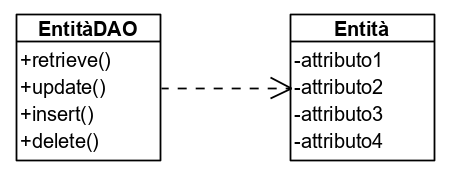 EntitàDAO
+retrieve()
+update()
+insert()
+delete()
Entità
-attributo1
-attributo2
-attributo3
-attributo4